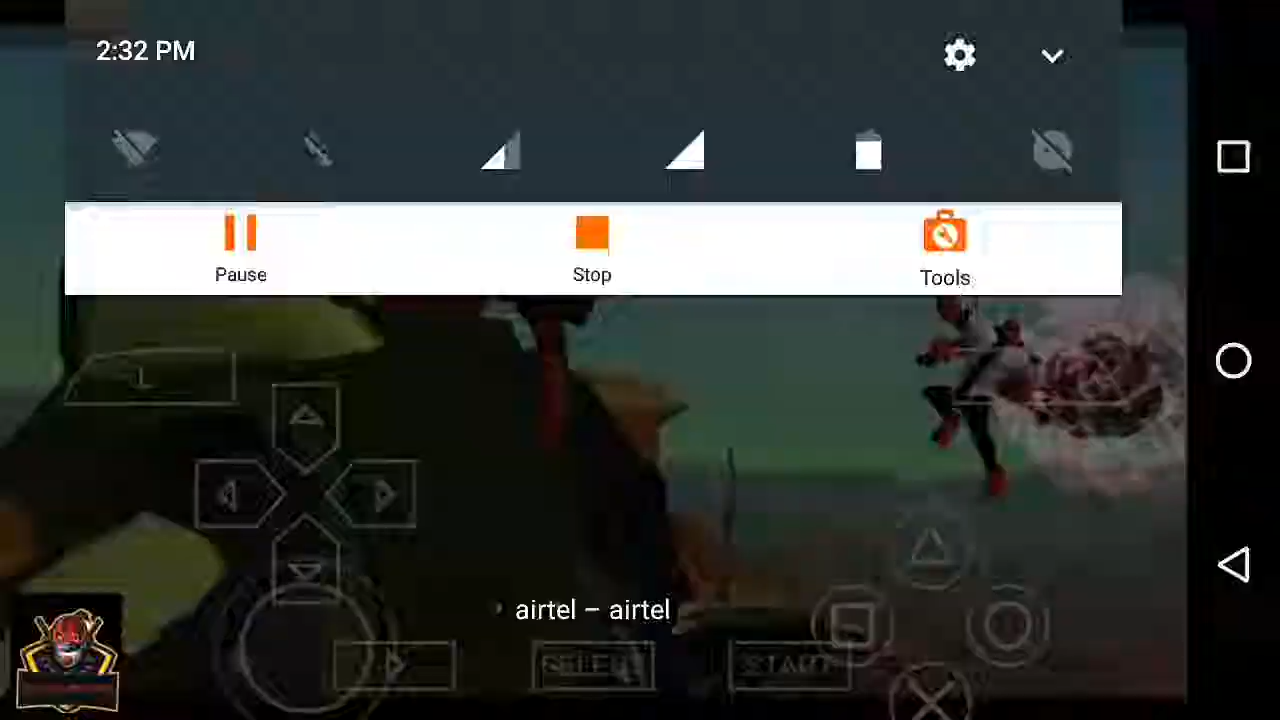 2:32 PM
Pause
Stop
Tools
L
airtel – airtel
SELECT
START